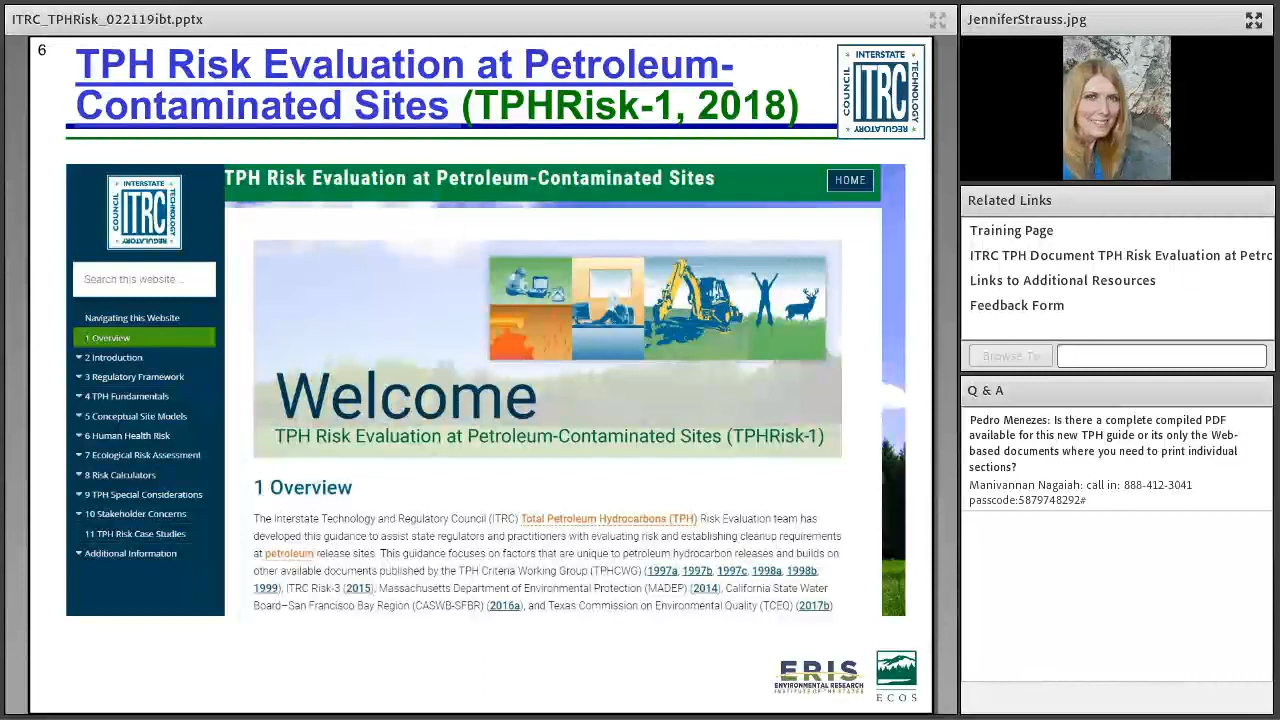 ITRC_TPHRisk_022119ibt.pptx
6
TPH Risk Evaluation at Petroleum-
Contaminated Sites (TPHRisk-1, 2018)
INTERSTATE
COUNCIL
ITRC
TECHNOLOGY
REGULATORY
INTERSTATE
COUNCIL
ITRC
TECHNOLOGY
REGULATORY
TPH Risk Evaluation at Petroleum-Contaminated Sites
HOME
Search this website ...
Navigating this Website
1 Overview
2 Introduction
3 Regulatory Framework
4 TPH Fundamentals
5 Conceptual Site Models
6 Human Health Risk
7 Ecological Risk Assessment
8 Risk Calculators
9 TPH Special Considerations
10 Stakeholder Concerns
11 TPH Risk Case Studies
Additional Information
Welcome
TPH Risk Evaluation at Petroleum-Contaminated Sites (TPHRisk-1)
1 Overview
The Interstate Technology and Regulatory Council (ITRC) Total Petroleum Hydrocarbons (TPH) Risk Evaluation team has
developed this guidance to assist state regulators and practitioners with evaluating risk and establishing cleanup requirements
at petroleum release sites. This guidance focuses on factors that are unique to petroleum hydrocarbon releases and builds on
other available documents published by the TPH Criteria Working Group (TPHCWG) (1997a, 1997b, 1997c, 1998a, 1998b,
1999), ITRC Risk-3 (2015), Massachusetts Department of Environmental Protection (MADEP) (2014), California State Water
Board–San Francisco Bay Region (CASWB-SFBR) (2016a), and Texas Commission on Environmental Quality (TCEQ) (2017b)
ERIS
ENVIRONMENTAL RESEARCH
INSTITUTE OF THE STATES
ECOS
JenniferStrauss.jpg
Related Links
Training Page
ITRC TPH Document TPH Risk Evaluation at Petrc
Links to Additional Resources
Feedback Form
Browse To
Q & A
Pedro Menezes: Is there a complete compiled PDF
available for this new TPH guide or its only the Web-
based documents where you need to print individual
sections?
Manivannan Nagaiah: call in: 888-412-3041
passcode:5879748292#